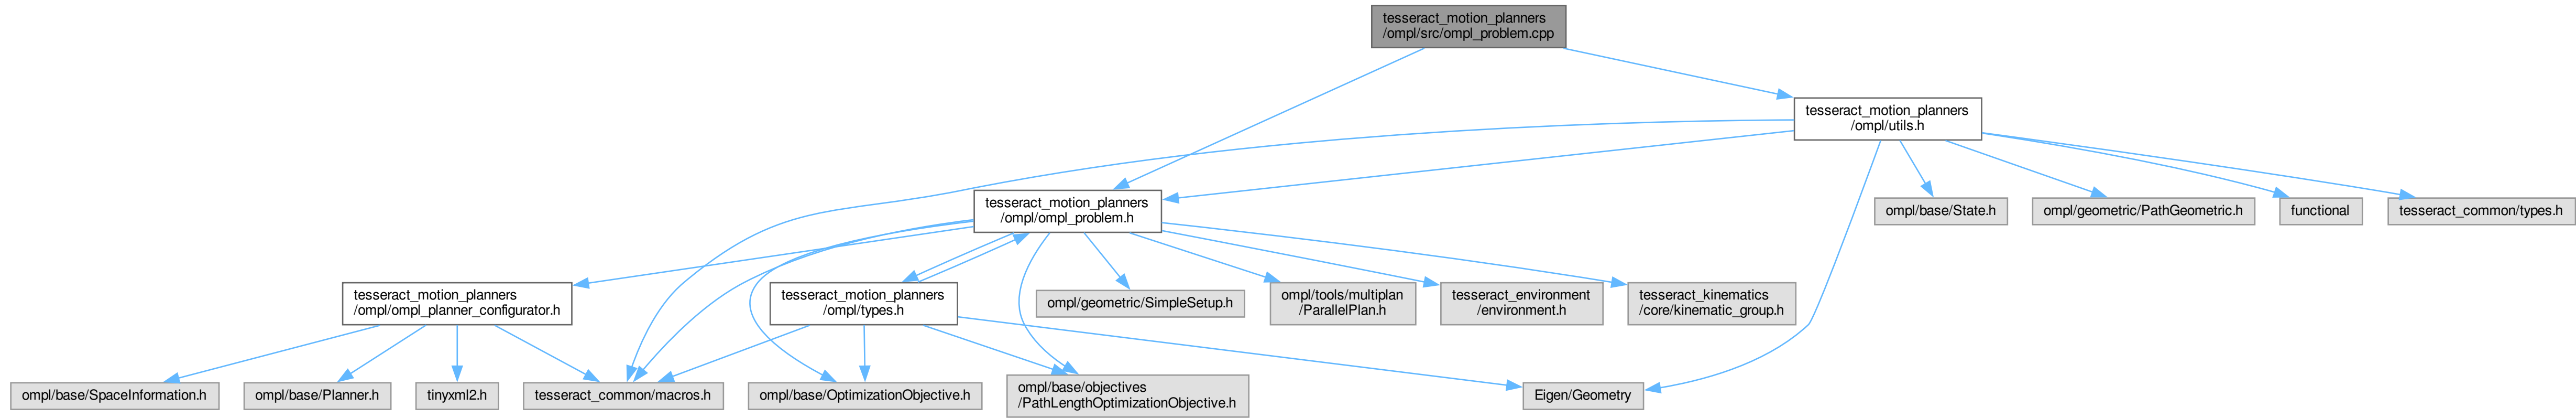 tesseract_motion_planners
/ompl/src/ompl_problem.cpp
tesseract_motion_planners
/ompl/utils.h
tesseract_motion_planners
/ompl/ompl_problem.h
ompl/base/State.h
ompl/geometric/PathGeometric.h
functional
tesseract_common/types.h
tesseract_motion_planners
/ompl/ompl_planner_configurator.h
tesseract_motion_planners
/ompl/types.h
ompl/geometric/SimpleSetup.h
ompl/tools/multiplan
/ParallelPlan.h
tesseract_environment
/environment.h
tesseract_kinematics
/core/kinematic_group.h
ompl/base/SpaceInformation.h
ompl/base/Planner.h
tinyxml2.h
tesseract_common/macros.h
ompl/base/OptimizationObjective.h
ompl/base/objectives
/PathLengthOptimizationObjective.h
Eigen/Geometry